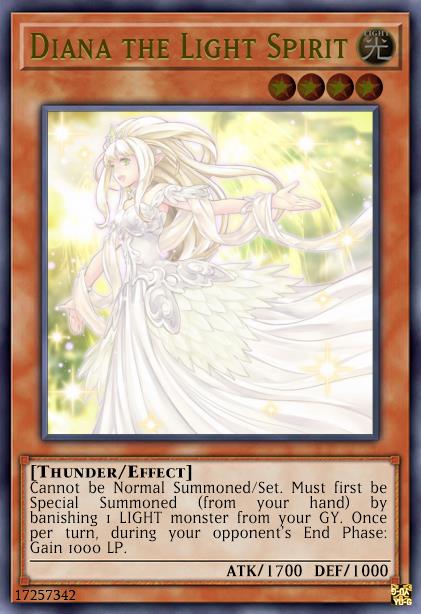 Diana the Light Spirit
LIGHT
光
[Thunder/Effect]
Cannot be Normal Summoned/Set. Must first be
Special Summoned (from your hand) by
banishing 1 LIGHT monster from your GY. Once
per turn, during your opponent's End Phase:
Gain 1000 LP.
ATK/1700 DEF/1000
17257342